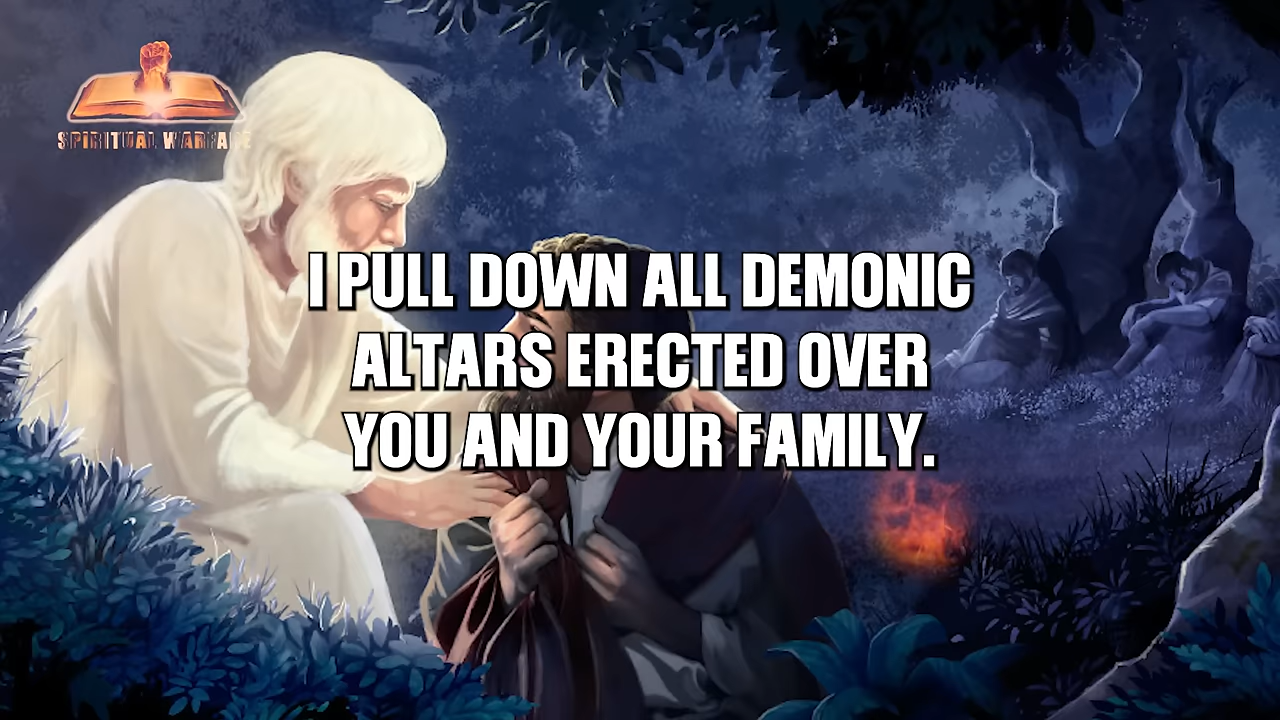 SPIRITUAL WARFARE
I PULL DOWN ALL DEMONIC
ALTARS ERECTED OVER
YOU AND YOUR FAMILY.